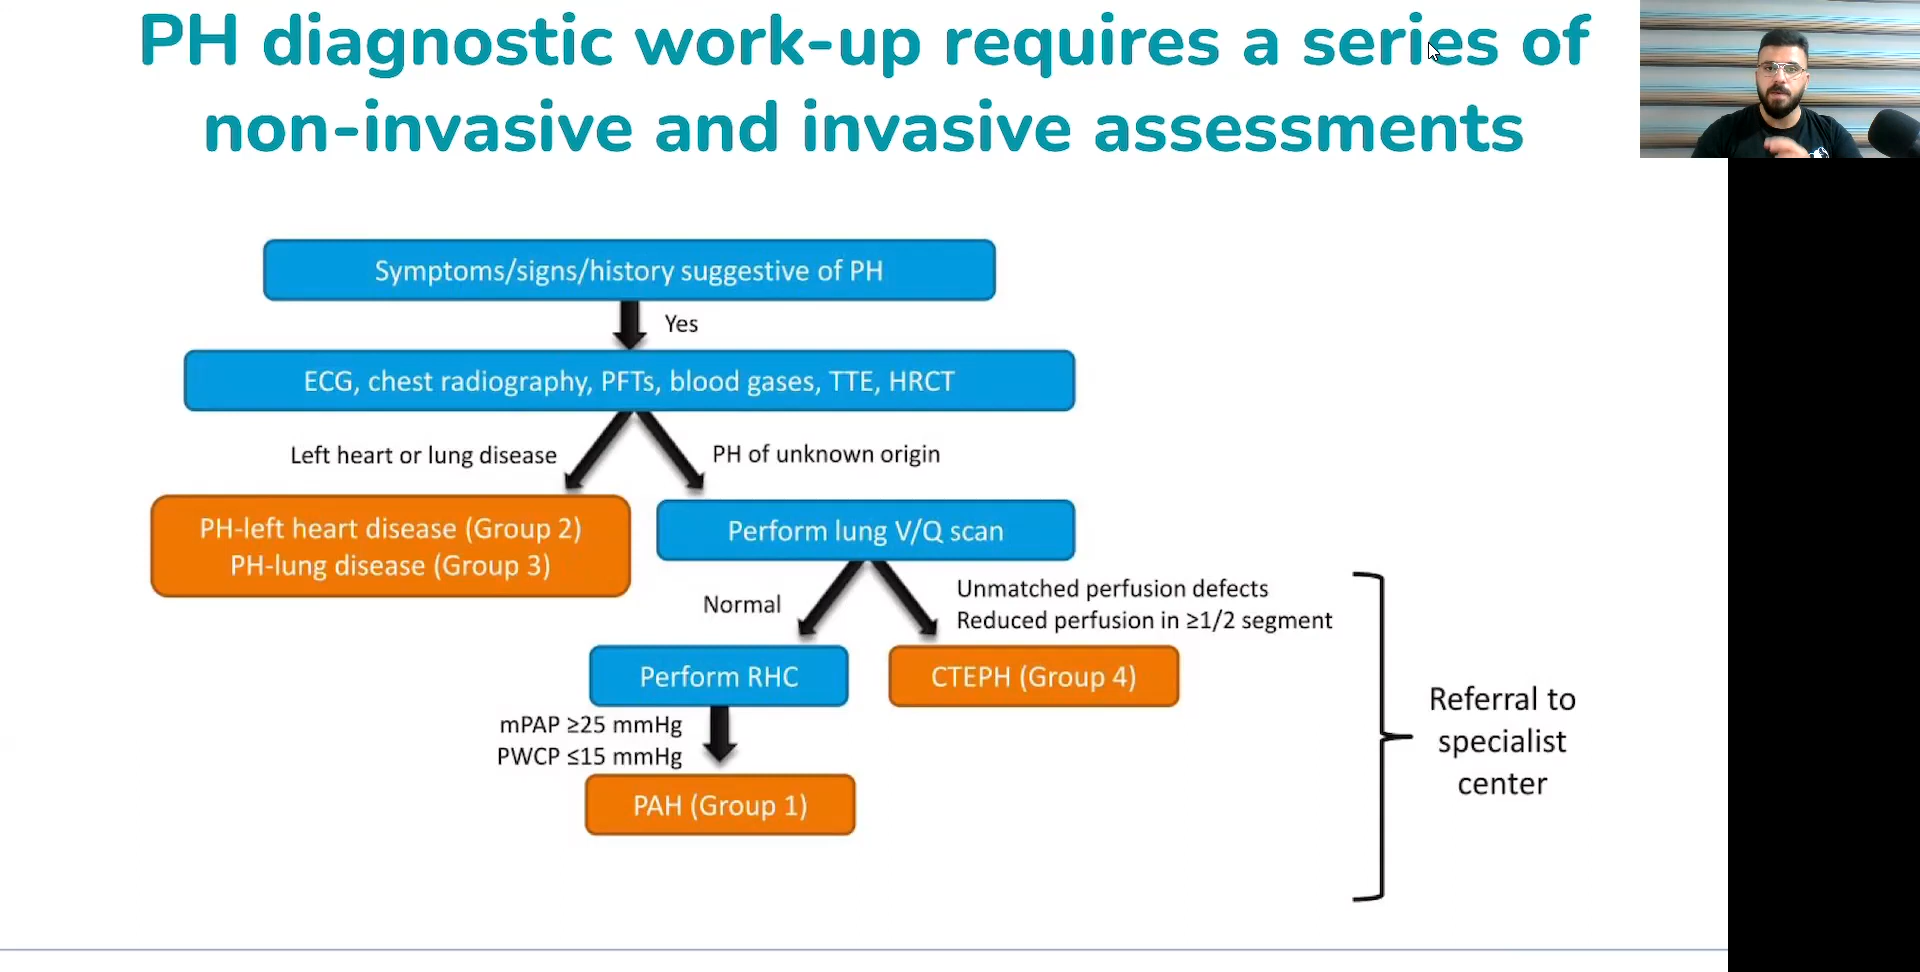 PH diagnostic work-up requires a series of
non-invasive and invasive assessments
Symptoms/signs/history suggestive of PH
Yes
ECG, chest radiography, PFTs, blood gases, TTE, HRCT
Left heart or lung disease
PH of unknown origin
PH-left heart disease (Group 2)
PH-lung disease (Group 3)
Perform lung V/Q scan
Normal
Unmatched perfusion defects
Reduced perfusion in ≥1/2 segment
Perform RHC
CTEPH (Group 4)
mPAP ≥25 mmHg
PWCP ≤15 mmHg
PAH (Group 1)
Referral to
specialist
center